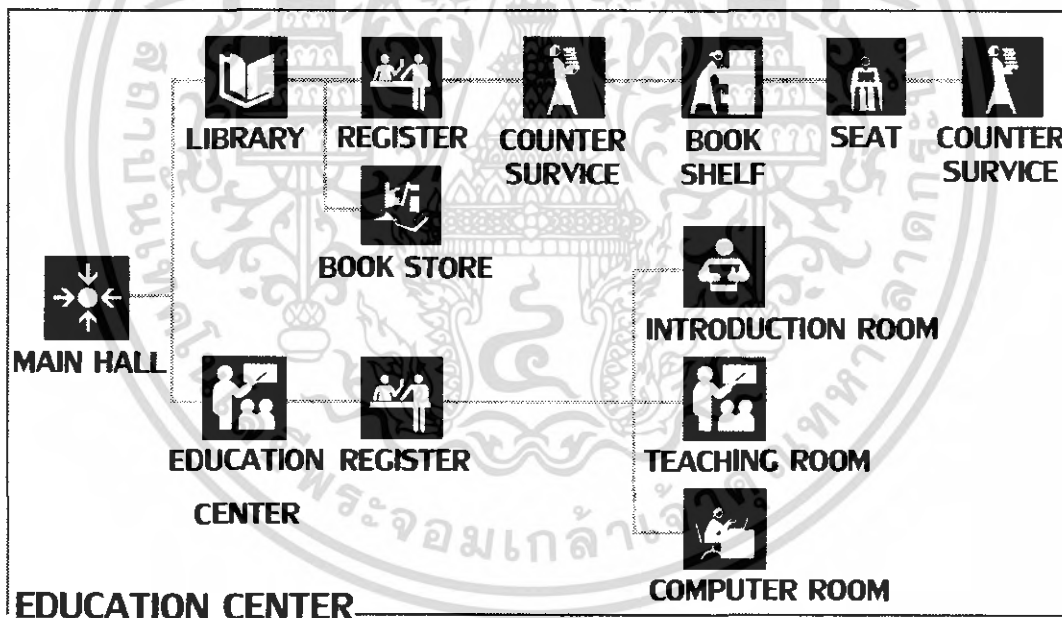 LIBRARY
REGISTER
COUNTER
SURVICE
BOOK
SHELF
SEAT
COUNTER
SURVICE
BOOK STORE
MAIN HALL
INTRODUCTION ROOM
EDUCATION
CENTER
REGISTER
TEACHING ROOM
COMPUTER ROOM
EDUCATION CENTER